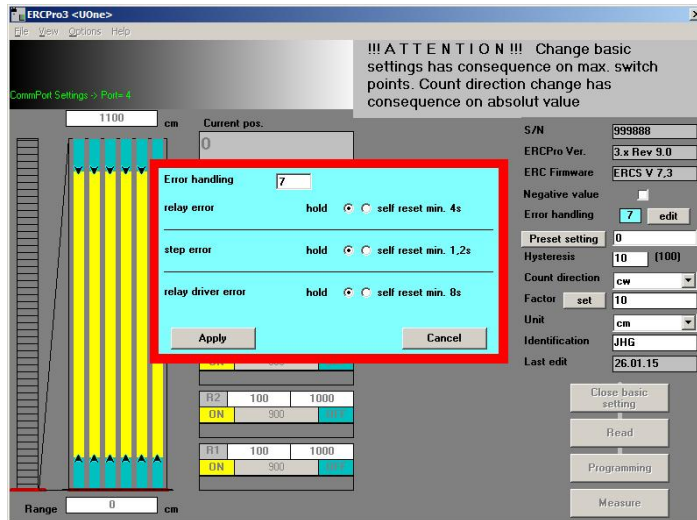 ERCPro3 <UOne>
File View Options Help
!!! A T T E N T I O N !!! Change basic
settings has consequence on max. switch
points. Count direction change has
consequence on absolut value
CommPort Settings -> Port= 4
1100 cm
Current pos.
0
S/N 999888
ERCPro Ver. 3.x Rev 9.0
ERC Firmware ERCS V 7,3
Negative value
Error handling 7 edit
Preset setting 0
Hysteresis 10 (100)
Count direction cw
Factor set 10
Unit cm
Identification JHG
Last edit 26.01.15
Error handling 7
relay error hold self reset min. 4s
step error hold self reset min. 1,2s
relay driver error hold self reset min. 8s
Apply Cancel
R2 100 1000
ON 900 OFF
R1 100 1000
ON 900 OFF
Close basic
setting
Read
Programming
Measure
Range 0 cm